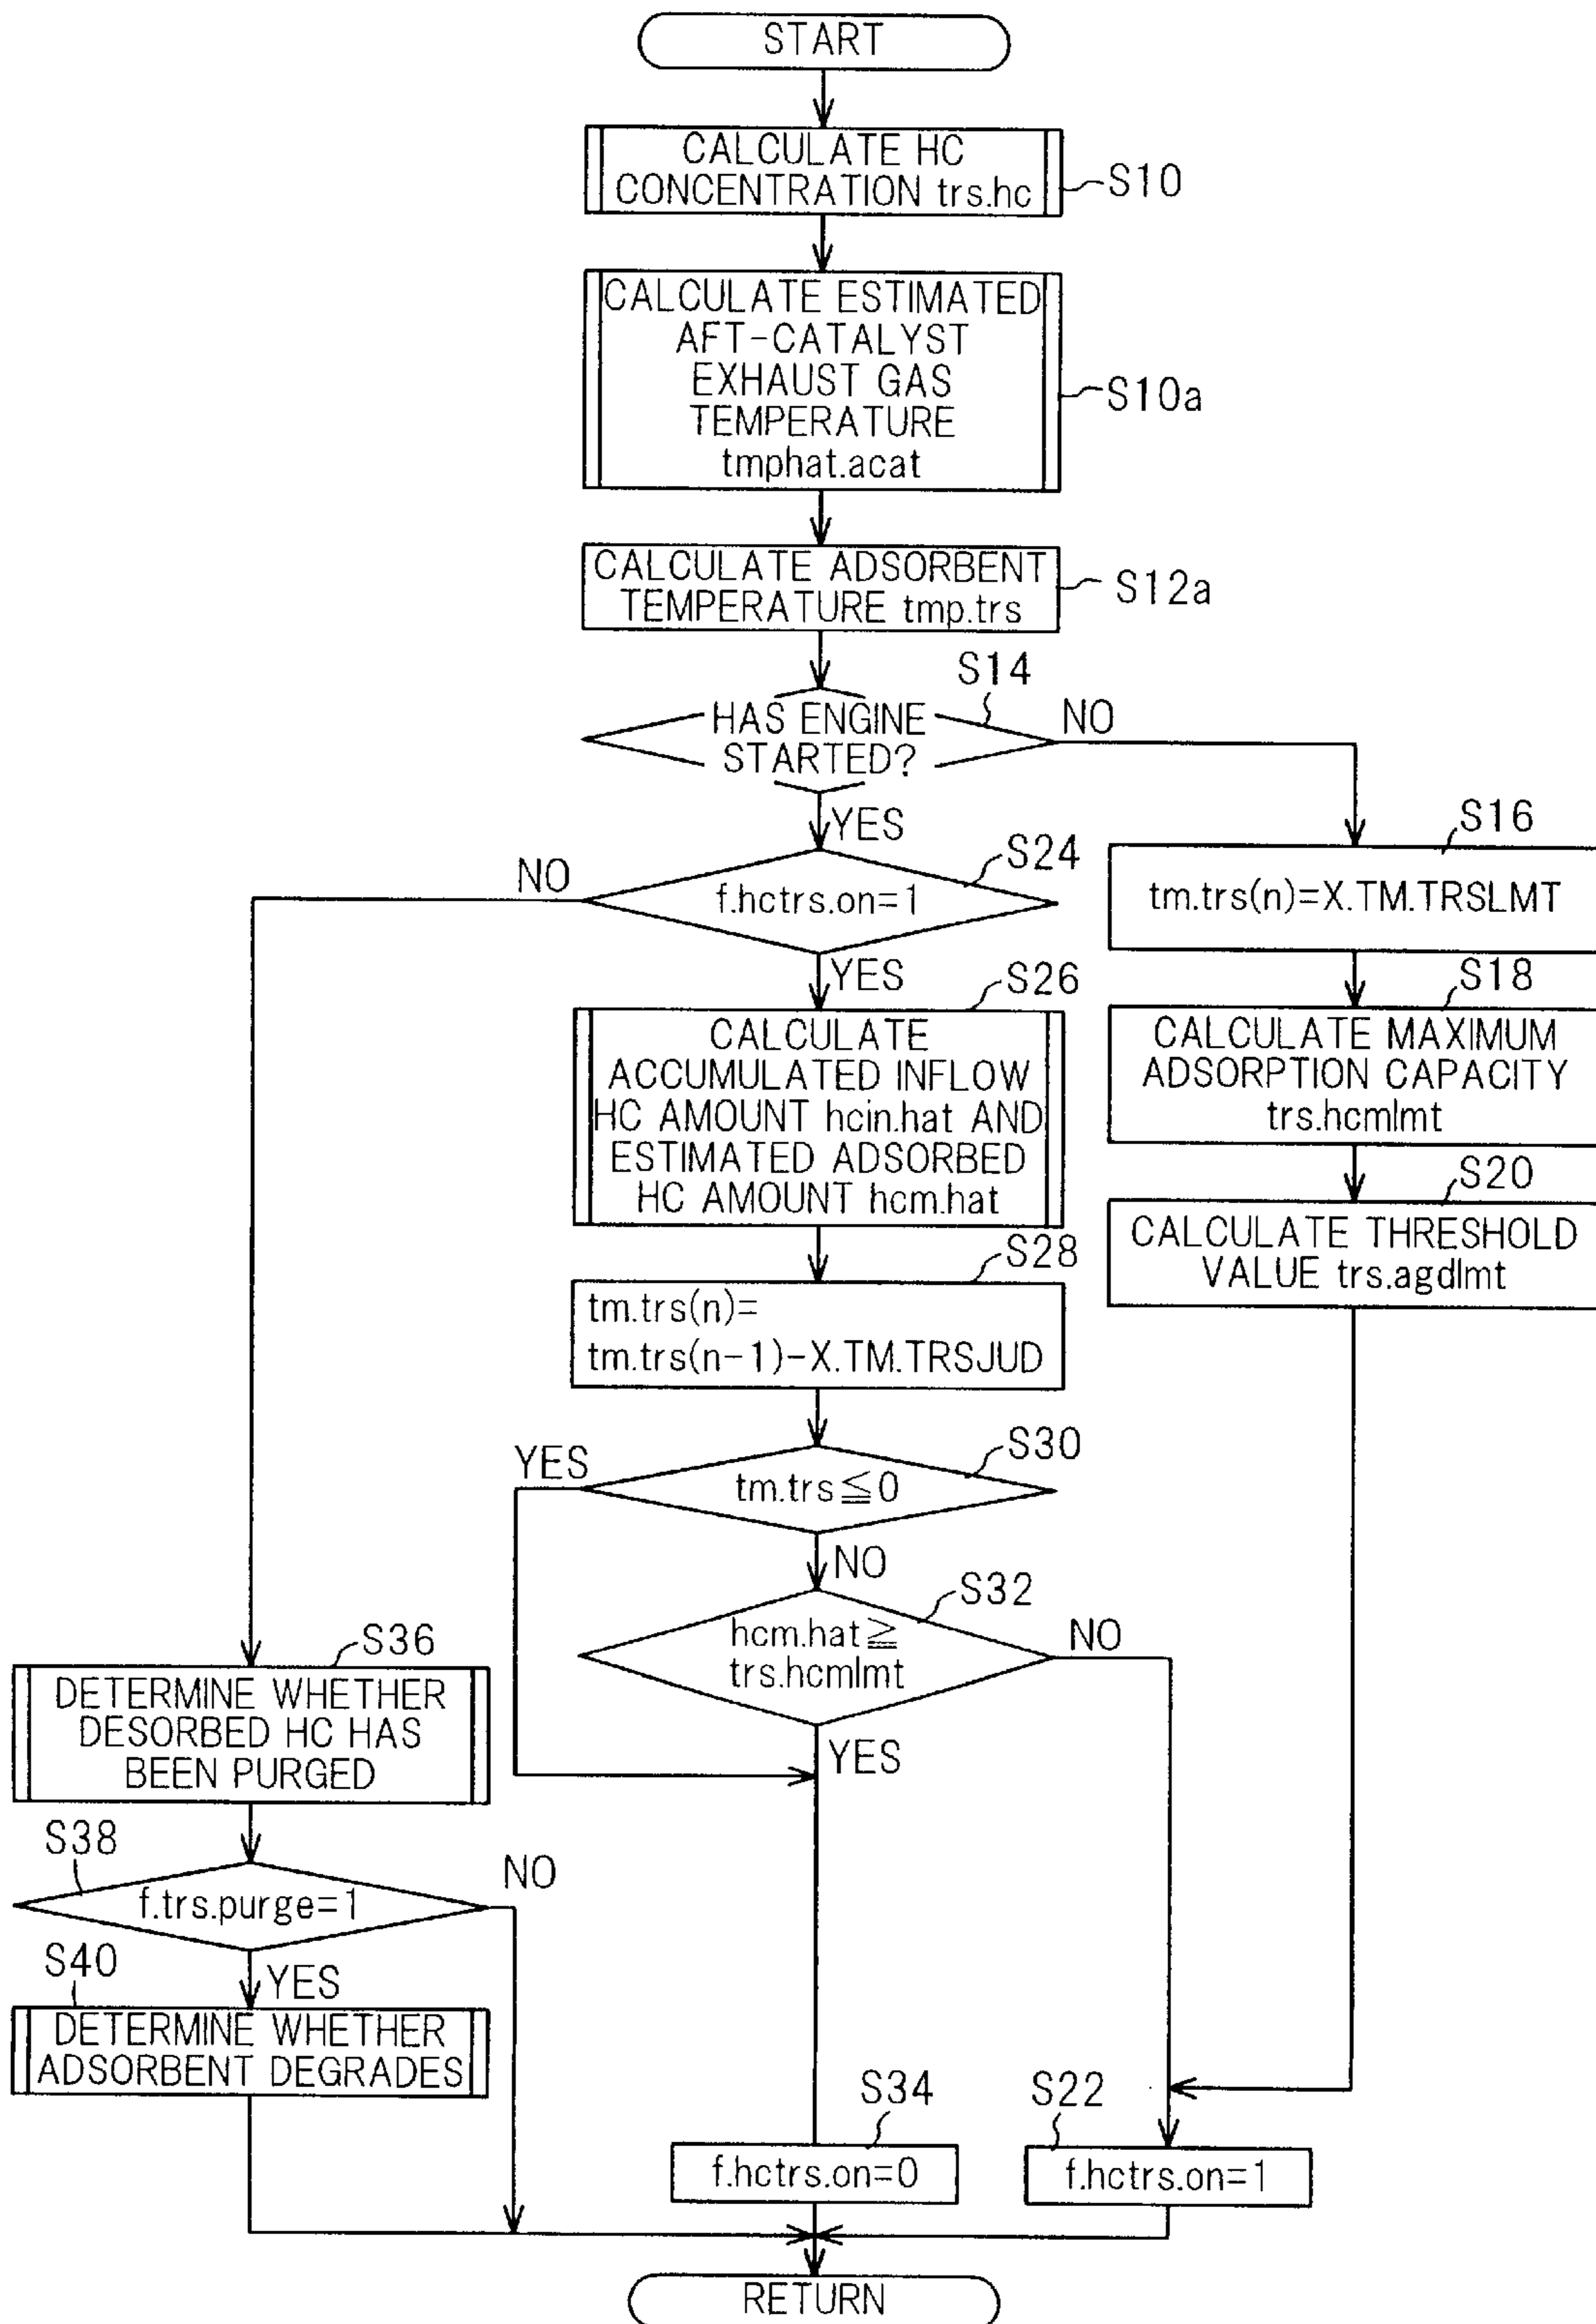 START
CALCULATE HC
CONCENTRATION trs.hc
S10
CALCULATE ESTIMATED
AFT-CATALYST
EXHAUST GAS
TEMPERATURE
tmphat.acat
S10a
CALCULATE ADSORBENT
TEMPERATURE tmp.trs
S12a
S14
HAS ENGINE
STARTED?
NO
YES
S16
tm.trs(n)=X.TM.TRSLMT
S18
CALCULATE MAXIMUM
ADSORPTION CAPACITY
trs.hcmlmt
S20
CALCULATE THRESHOLD
VALUE trs.agdlmt
S24
f.hctrs.on=1
NO
YES
S26
CALCULATE
ACCUMULATED INFLOW
HC AMOUNT hcin.hat AND
ESTIMATED ADSORBED
HC AMOUNT hcm.hat
S28
tm.trs(n)=
tm.trs(n-1)-X.TM.TRSJUD
S30
tm.trs≦0
YES
NO
S32
hcm.hat≧
trs.hcmlmt
NO
YES
S36
DETERMINE WHETHER
DESORBED HC HAS
BEEN PURGED
S38
f.trs.purge=1
NO
YES
S40
DETERMINE WHETHER
ADSORBENT DEGRADES
S34
f.hctrs.on=0
S22
f.hctrs.on=1
RETURN